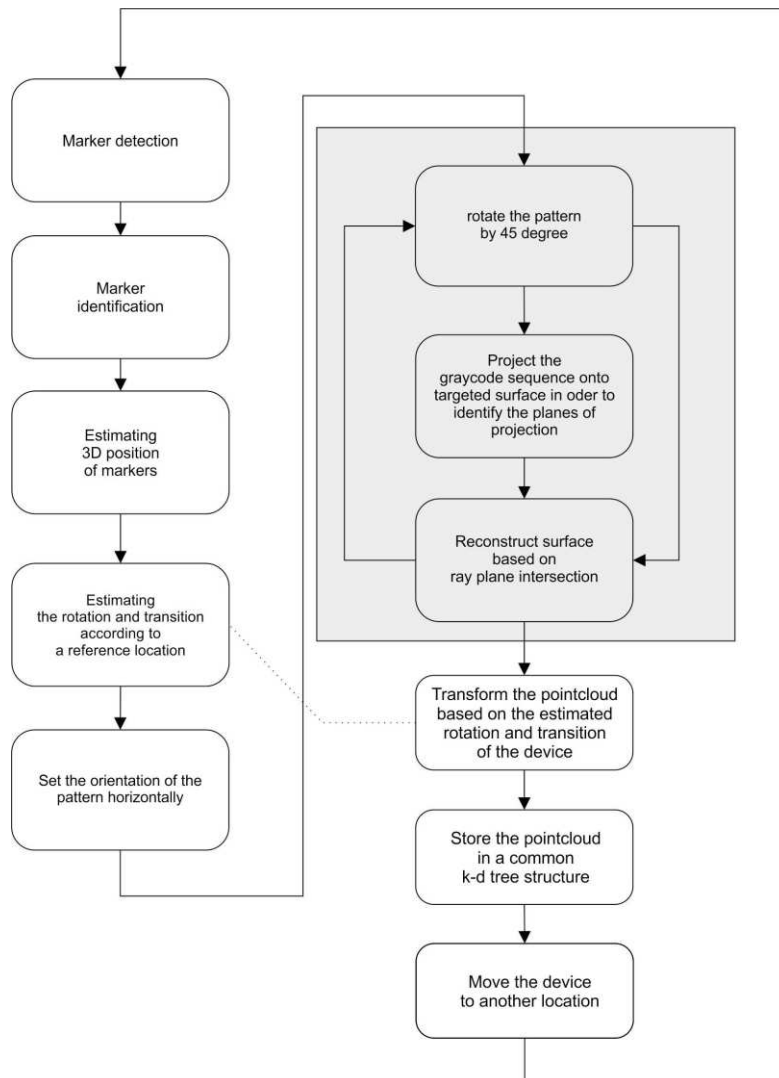 Marker detection
Marker
identification
Estimating
3D position
of markers
Estimating
the rotation and transition
according to
a reference location
Set the orientation of the
pattern horizontally
rotate the pattern
by 45 degree
Project the
graycode sequence onto
targeted surface in oder to
identify the planes of
projection
Reconstruct surface
based on
ray plane intersection
Transform the pointcloud
based on the estimated
rotation and transition
of the device
Store the pointcloud
in a common
k-d tree structure
Move the device
to another location